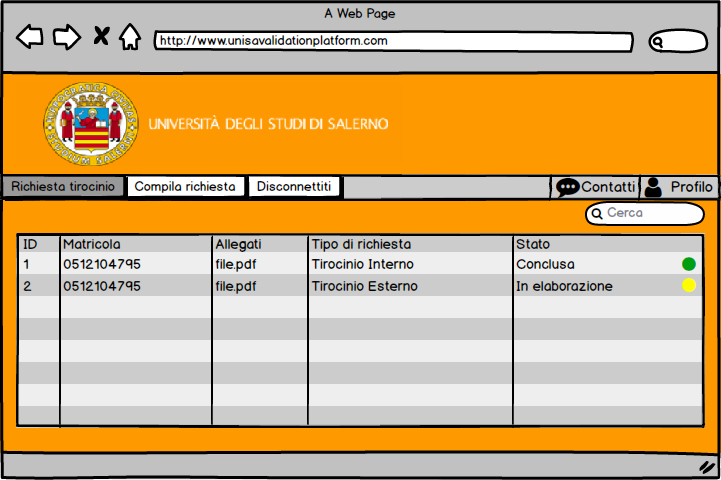 A Web Page
http://www.unisavalidationplatform.com
UNIVERSITÀ DEGLI STUDI DI SALERNO
Richiesta tirocinio Compila richiesta Disconnettiti Contatti Profilo
Cerca
ID Matricola Allegati Tipo di richiesta Stato
1 0512104795 file.pdf Tirocinio Interno Conclusa
2 0512104795 file.pdf Tirocinio Esterno In elaborazione